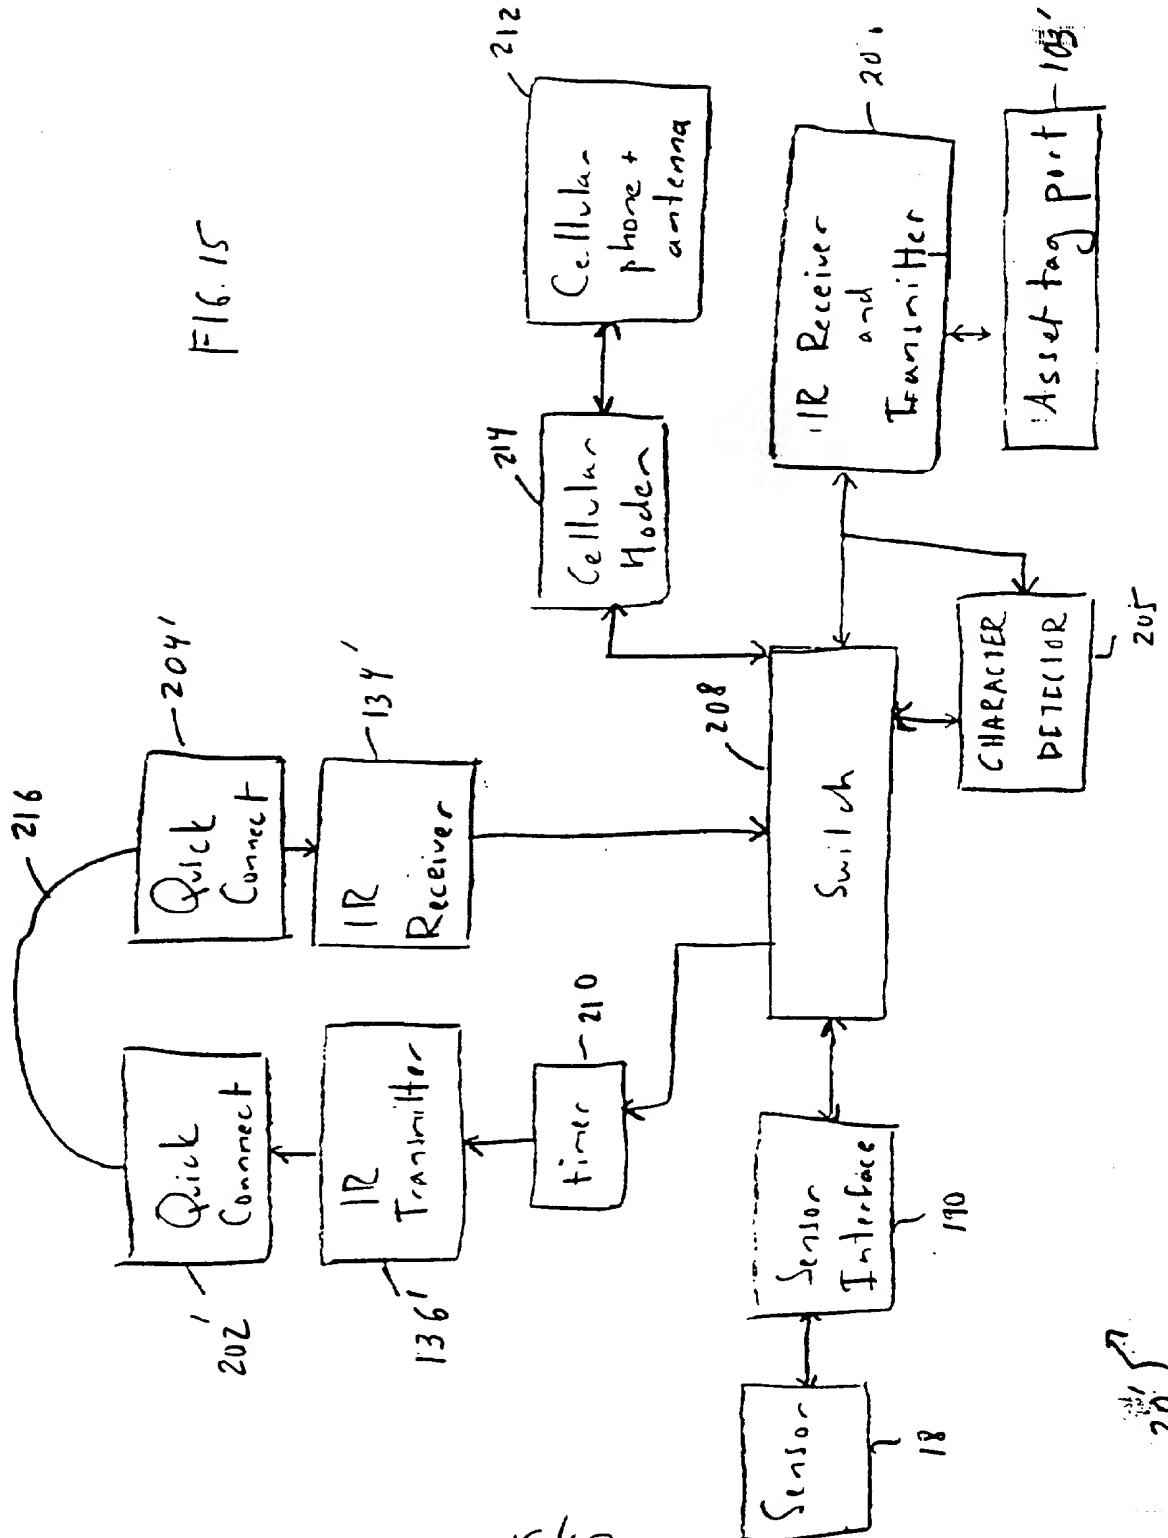 FIG. 15
216
Quick
Connect
202'
Quick
Connect
204'
IR
Transmitter
136'
IR
Receiver
134'
timer
210
Cellular
Modem
214
Cellular
phone +
antenna
212
Sensor
18
Sensor
Interface
190
Switch
208
IR Receiver
and
Transmitter
CHARACTER
DETECTOR
205
Asset tag port
103'